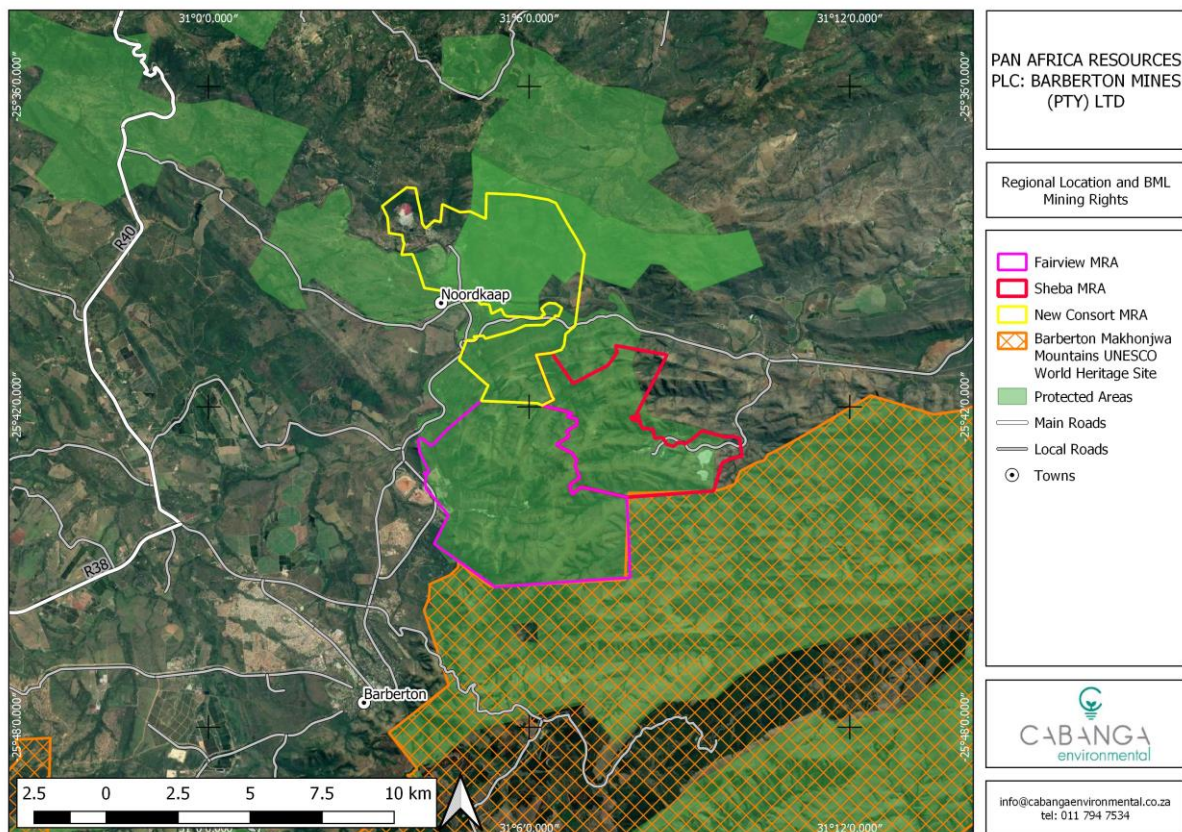 31°0'0.000"
31°6'0.000"
31°12'0.000"
-25°36'0.000"
-25°36'0.000"
R40
Noordkaap
-25°42'0.000"
-25°42'0.000"
R38
Barberton
-25°48'0.000"
-25°48'0.000"
2.5 0 2.5 5 7.5 10 km
31°6'0.000"
31°12'0.000"
PAN AFRICA RESOURCES
PLC: BARBERTON MINES
(PTY) LTD
Regional Location and BML
Mining Rights
Fairview MRA
Sheba MRA
New Consort MRA
Barberton Makhonjwa
Mountains UNESCO
World Heritage Site
Protected Areas
Main Roads
Local Roads
Towns
CABANGA
environmental
info@cabangaenvironmental.co.za
tel: 011 794 7534